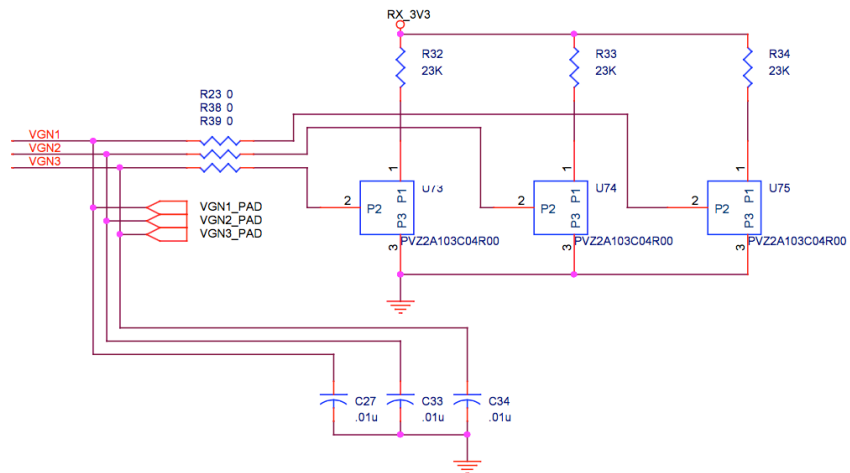 RX_3V3
R32
23K
R33
23K
R34
23K
R23 0
R38 0
R39 0
VGN1
VGN2
VGN3
1
1
1
U73
U74
U75
2
P2
P1
P3
2
P2
P1
P3
2
P2
P1
P3
VGN1_PAD
VGN2_PAD
VGN3_PAD
3
PVZ2A103C04R00
3
PVZ2A103C04R00
3
PVZ2A103C04R00
C27
.01u
C33
.01u
C34
.01u